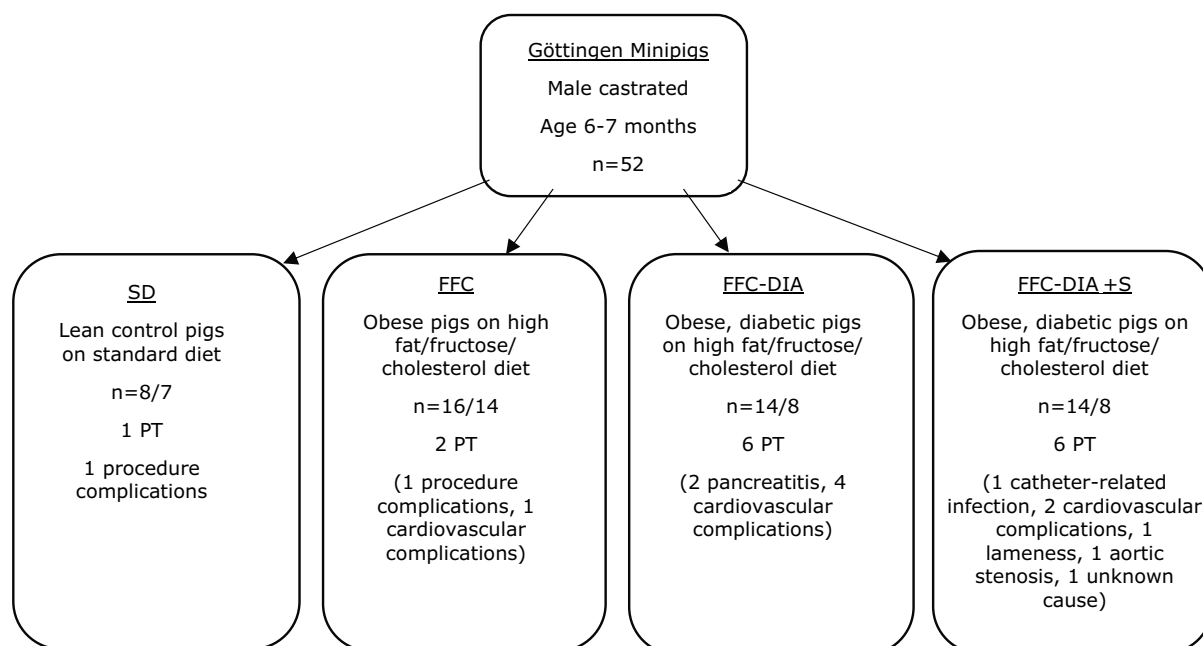 Göttingen Minipigs
Male castrated
Age 6-7 months
n=52
SD
Lean control pigs
on standard diet
n=8/7
1 PT
1 procedure
complications
FFC
Obese pigs on high
fat/fructose/
cholesterol diet
n=16/14
2 PT
(1 procedure
complications, 1
cardiovascular
complications)
FFC-DIA
Obese, diabetic pigs
on high fat/fructose/
cholesterol diet
n=14/8
6 PT
(2 pancreatitis, 4
cardiovascular
complications)
FFC-DIA +S
Obese, diabetic pigs on
high fat/fructose/
cholesterol diet
n=14/8
6 PT
(1 catheter-related
infection, 2 cardiovascular
complications, 1
lameness, 1 aortic
stenosis, 1 unknown
cause)